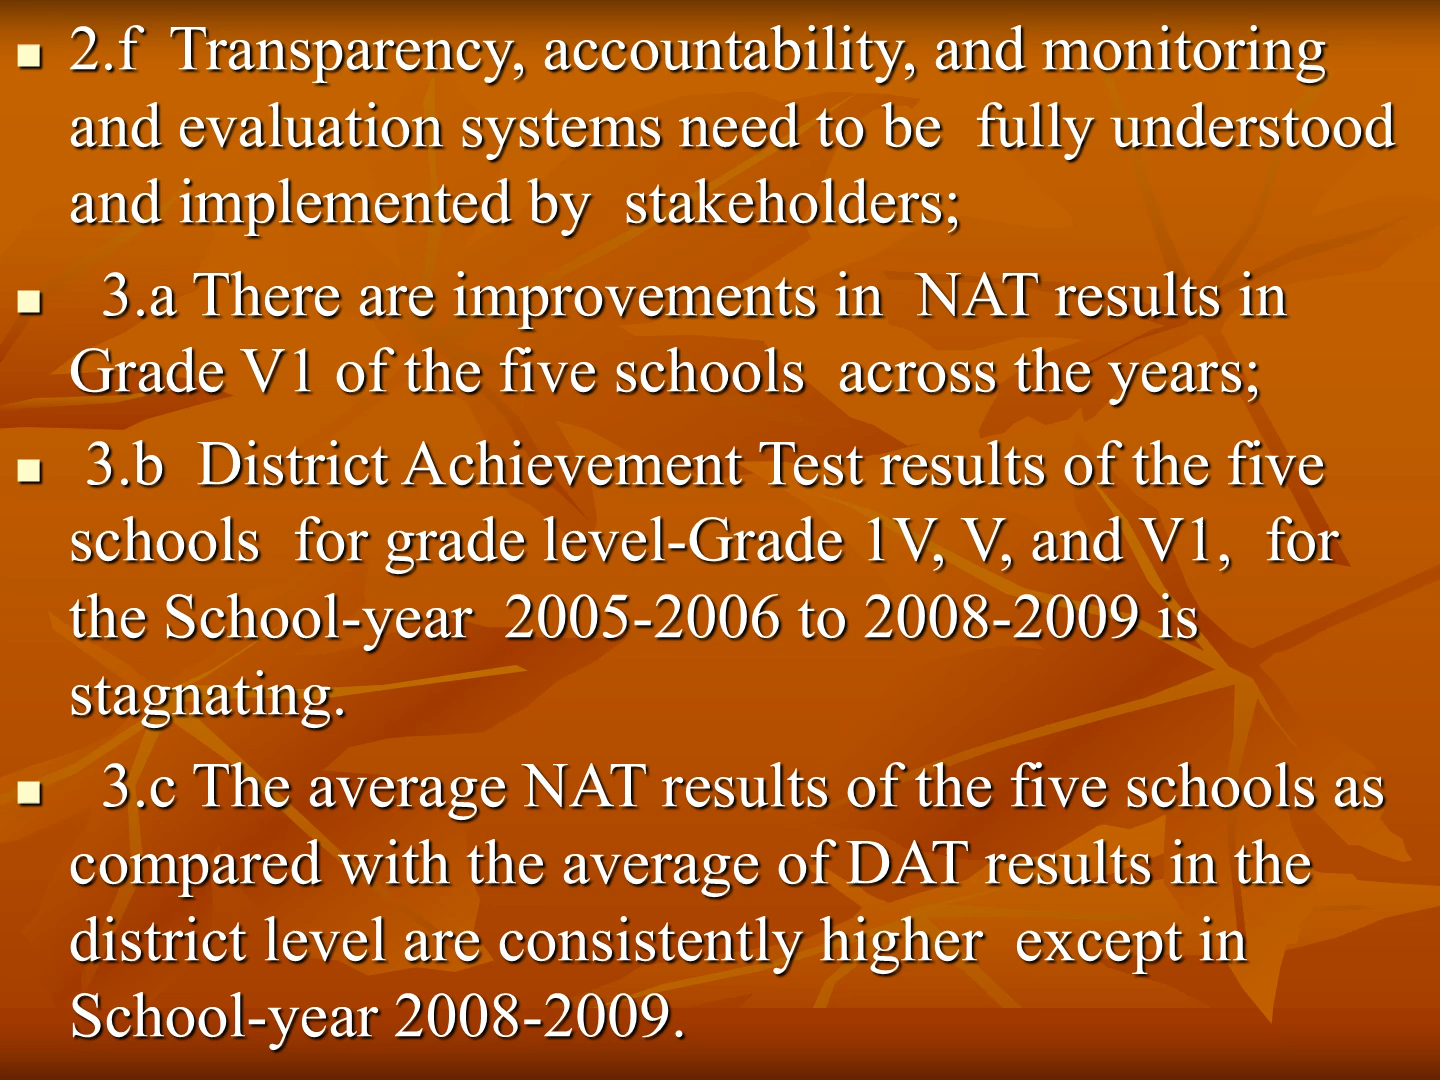 2.f Transparency, accountability, and monitoring
and evaluation systems need to be fully understood
and implemented by stakeholders;
3.a There are improvements in NAT results in
Grade V1 of the five schools across the years;
3.b District Achievement Test results of the five
schools for grade level-Grade 1V, V, and V1, for
the School-year 2005-2006 to 2008-2009 is
stagnating.
3.c The average NAT results of the five schools as
compared with the average of DAT results in the
district level are consistently higher except in
School-year 2008-2009.